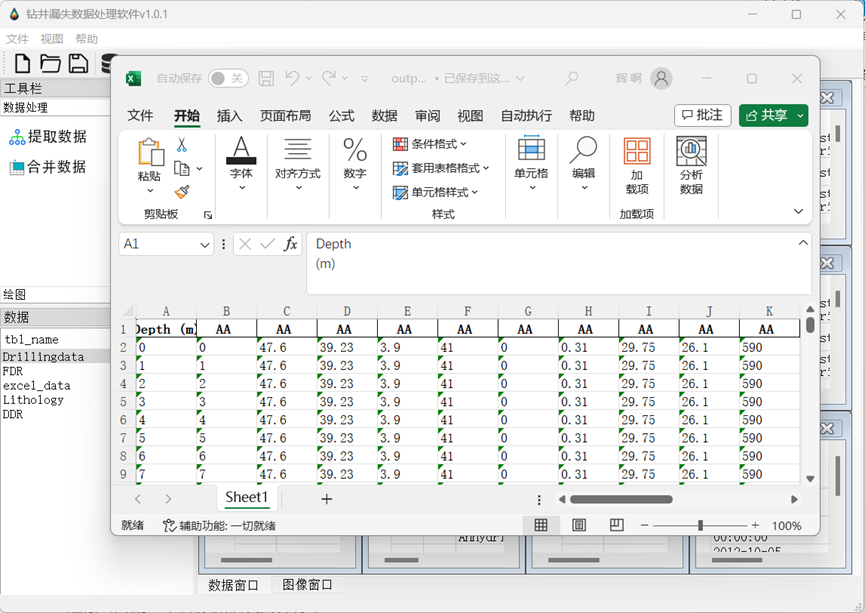 钻井漏失数据处理软件v1.0.1
文件 视图 帮助
工具栏
数据处理
提取数据
合并数据
绘图
数据
tbl_name
Drillingdata
FDR
excel_data
Lithology
DDR
自动保存 关 outp... • 已保存到这... 辉 啊
文件 开始 插入 页面布局 公式 数据 审阅 视图 自动执行 帮助 批注 共享
粘贴 字体 对齐方式 数字 条件格式 单元格 编辑 加载项 分析数据
套用表格格式
单元格样式
剪贴板 样式 加载项
A1 fx Depth
(m)
A B C D E F G H I J K
1 Depth (m) AA AA AA AA AA AA AA AA AA AA
2 0 0 47.6 39.23 3.9 41 0 0.31 29.75 26.1 590
3 1 1 47.6 39.23 3.9 41 0 0.31 29.75 26.1 590
4 2 2 47.6 39.23 3.9 41 0 0.31 29.75 26.1 590
5 3 3 47.6 39.23 3.9 41 0 0.31 29.75 26.1 590
6 4 4 47.6 39.23 3.9 41 0 0.31 29.75 26.1 590
7 5 5 47.6 39.23 3.9 41 0 0.31 29.75 26.1 590
8 6 6 47.6 39.23 3.9 41 0 0.31 29.75 26.1 590
9 7 7 47.6 39.23 3.9 41 0 0.31 29.75 26.1 590
Sheet1
就绪 辅助功能: 一切就绪 100%
Anhydri
00:00:00
2012-10-05
数据窗口 图像窗口